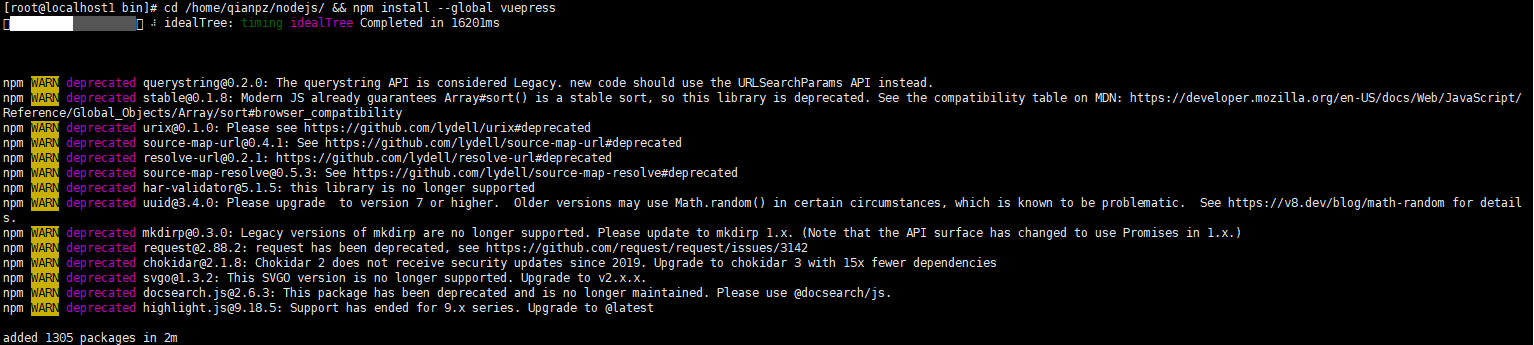 [root@localhost1 bin]# cd /home/qianpz/nodejs/ && npm install --global vuepress
idealTree: timing idealTree Completed in 16201ms
npm WARN deprecated querystring@0.2.0: The querystring API is considered Legacy. new code should use the URLSearchParams API instead.
npm WARN deprecated stable@0.1.8: Modern JS already guarantees Array#sort() is a stable sort, so this library is deprecated. See the compatibility table on MDN: https://developer.mozilla.org/en-US/docs/Web/JavaScript/
Reference/Global_Objects/Array/sort#browser_compatibility
npm WARN deprecated urix@0.1.0: Please see https://github.com/lydell/urix#deprecated
npm WARN deprecated source-map-url@0.4.1: See https://github.com/lydell/source-map-url#deprecated
npm WARN deprecated resolve-url@0.2.1: https://github.com/lydell/resolve-url#deprecated
npm WARN deprecated source-map-resolve@0.5.3: See https://github.com/lydell/source-map-resolve#deprecated
npm WARN deprecated har-validator@5.1.5: this library is no longer supported
npm WARN deprecated uuid@3.4.0: Please upgrade  to version 7 or higher.  Older versions may use Math.random() in certain circumstances, which is known to be problematic.  See https://v8.dev/blog/math-random for detail
s.
npm WARN deprecated mkdirp@0.3.0: Legacy versions of mkdirp are no longer supported. Please update to mkdirp 1.x. (Note that the API surface has changed to use Promises in 1.x.)
npm WARN deprecated request@2.88.2: request has been deprecated, see https://github.com/request/request/issues/3142
npm WARN deprecated chokidar@2.1.8: Chokidar 2 does not receive security updates since 2019. Upgrade to chokidar 3 with 15x fewer dependencies
npm WARN deprecated svgo@1.3.2: This SVGO version is no longer supported. Upgrade to v2.x.x.
npm WARN deprecated docsearch.js@2.6.3: This package has been deprecated and is no longer maintained. Please use @docsearch/js.
npm WARN deprecated highlight.js@9.18.5: Support has ended for 9.x series. Upgrade to @latest
added 1305 packages in 2m